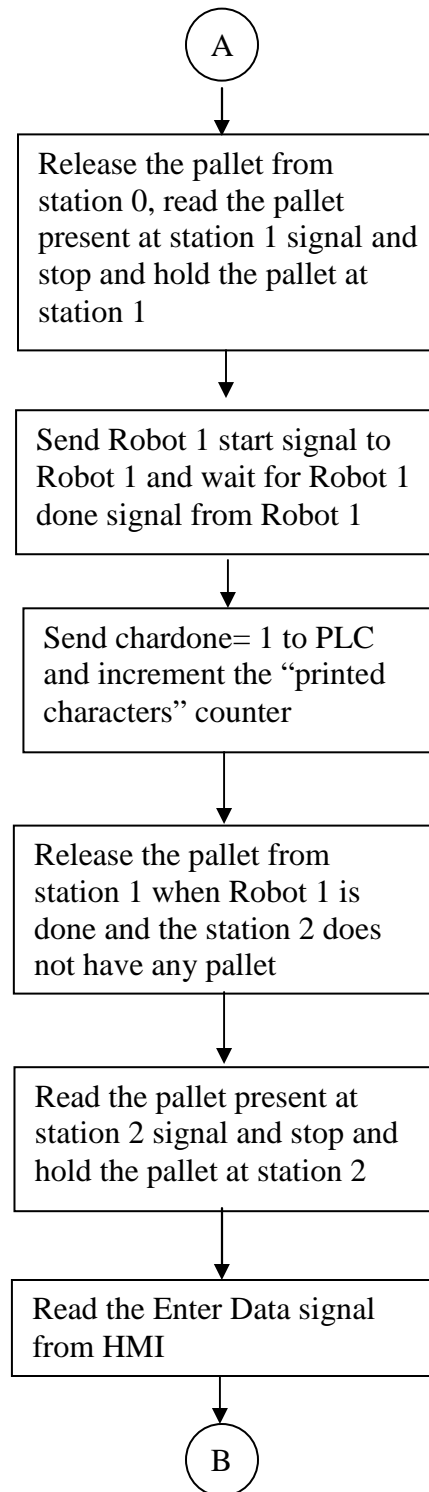 A
Release the pallet from
station 0, read the pallet
present at station 1 signal and
stop and hold the pallet at
station 1
Send Robot 1 start signal to
Robot 1 and wait for Robot 1
done signal from Robot 1
Send chardone= 1 to PLC
and increment the “printed
characters” counter
Release the pallet from
station 1 when Robot 1 is
done and the station 2 does
not have any pallet
Read the pallet present at
station 2 signal and stop and
hold the pallet at station 2
Read the Enter Data signal
from HMI
B